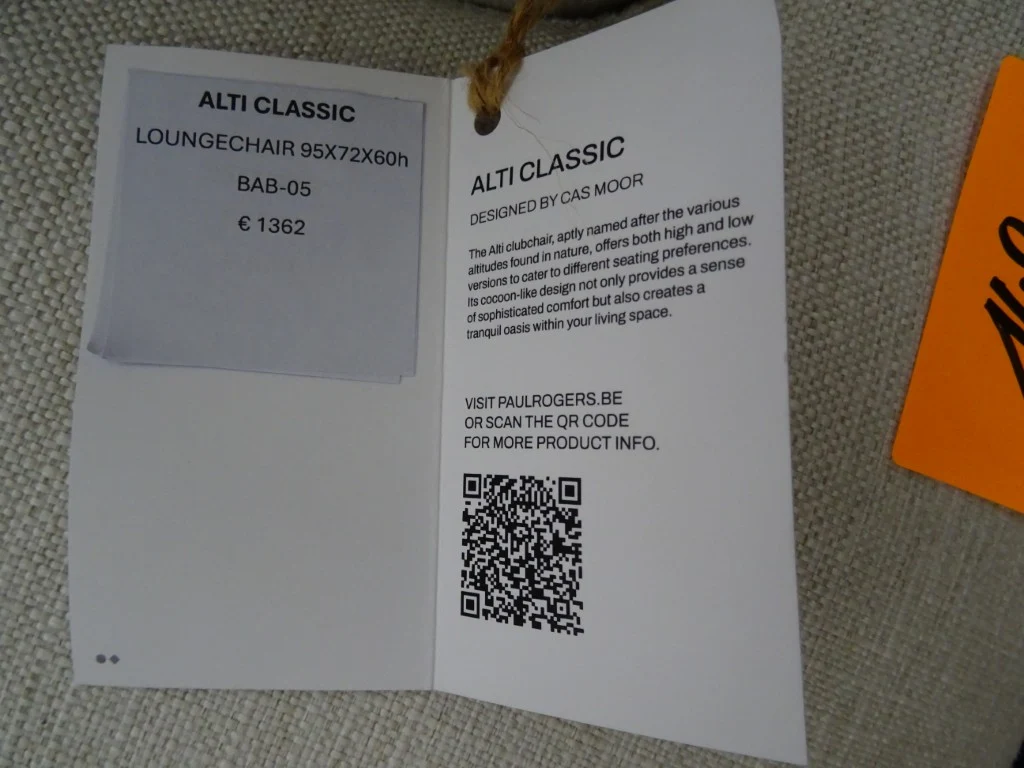 ALTI CLASSIC
LOUNGECHAIR 95X72X60h
BAB-05
€ 1362
ALTI CLASSIC
DESIGNED BY CAS MOOR
The Alti clubchair, aptly named after the various
altitudes found in nature, offers both high and low
versions to cater to different seating preferences.
Its cocoon-like design not only provides a sense
of sophisticated comfort but also creates a
tranquil oasis within your living space.
VISIT PAULROGERS.BE
OR SCAN THE QR CODE
FOR MORE PRODUCT INFO.